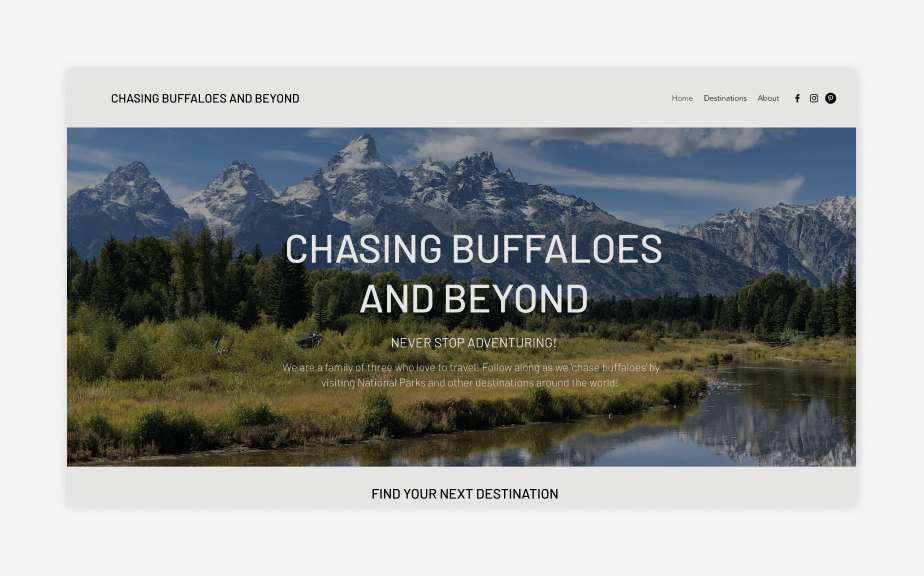 CHASING BUFFALOES AND BEYOND
Home Destinations About
CHASING BUFFALOES
AND BEYOND
NEVER STOP ADVENTURING!
We are a family of three who love to travel! Follow along as we 'chase buffaloes' by
visiting National Parks and other destinations around the world!
FIND YOUR NEXT DESTINATION